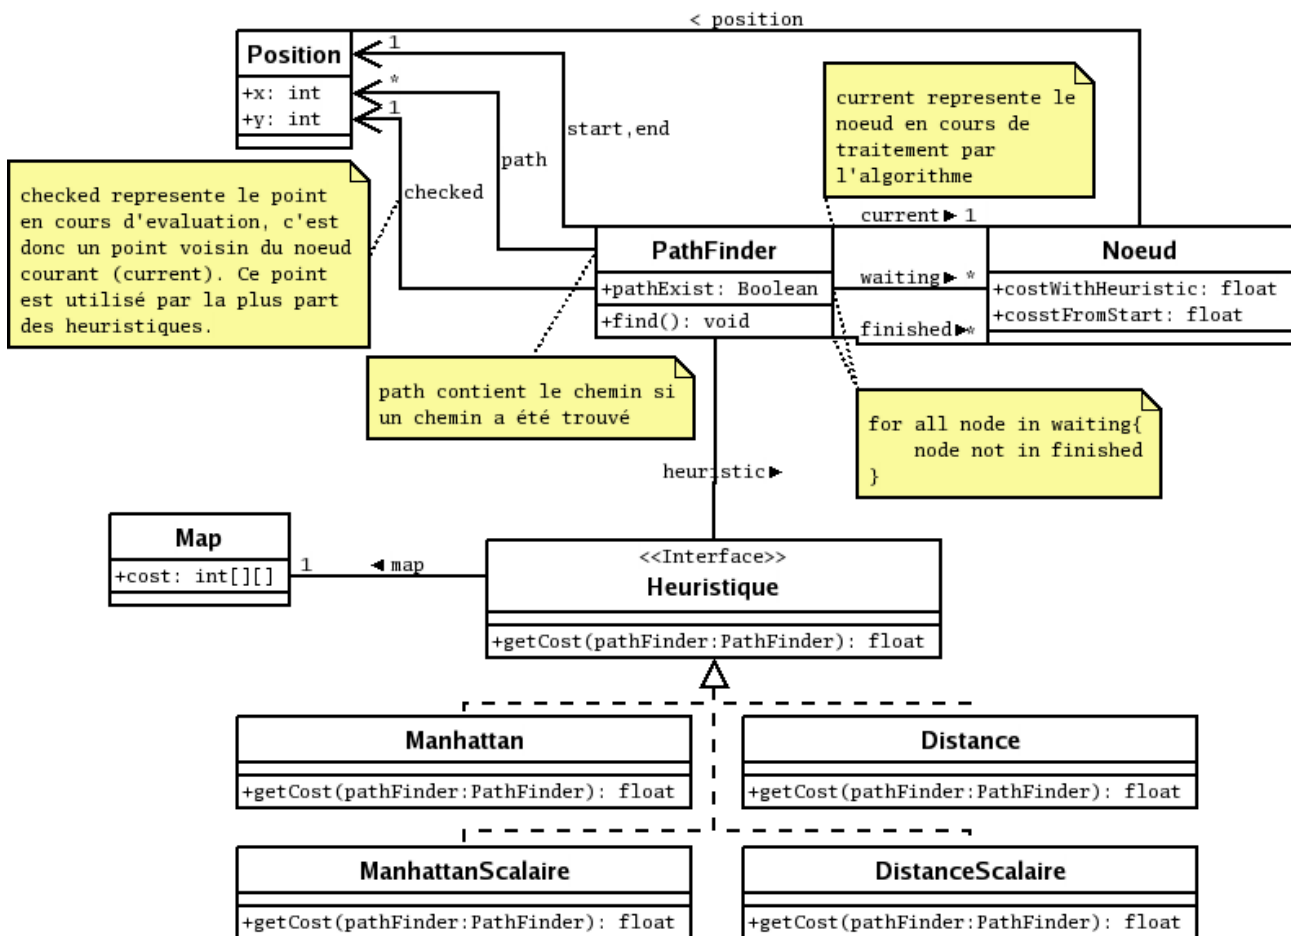 < position
Position
+x: int
+y: int
1
*
1
start,end
path
checked
current represente le
noeud en cours de
traitement par
l'algorithme
checked represente le point
en cours d'evaluation, c'est
donc un point voisin du noeud
courant (current). Ce point
est utilisé par la plus part
des heuristiques.
PathFinder
+pathExist: Boolean
+find(): void
current► 1
waiting► *
finished►*
Noeud
+costWithHeuristic: float
+cosstFromStart: float
path contient le chemin si
un chemin a été trouvé
for all node in waiting{
node not in finished
}
heuristic►
Map
+cost: int[][]
1
◄map
<<Interface>>
Heuristique
+getCost(pathFinder:PathFinder): float
Manhattan
+getCost(pathFinder:PathFinder): float
Distance
+getCost(pathFinder:PathFinder): float
ManhattanScalaire
+getCost(pathFinder:PathFinder): float
DistanceScalaire
+getCost(pathFinder:PathFinder): float